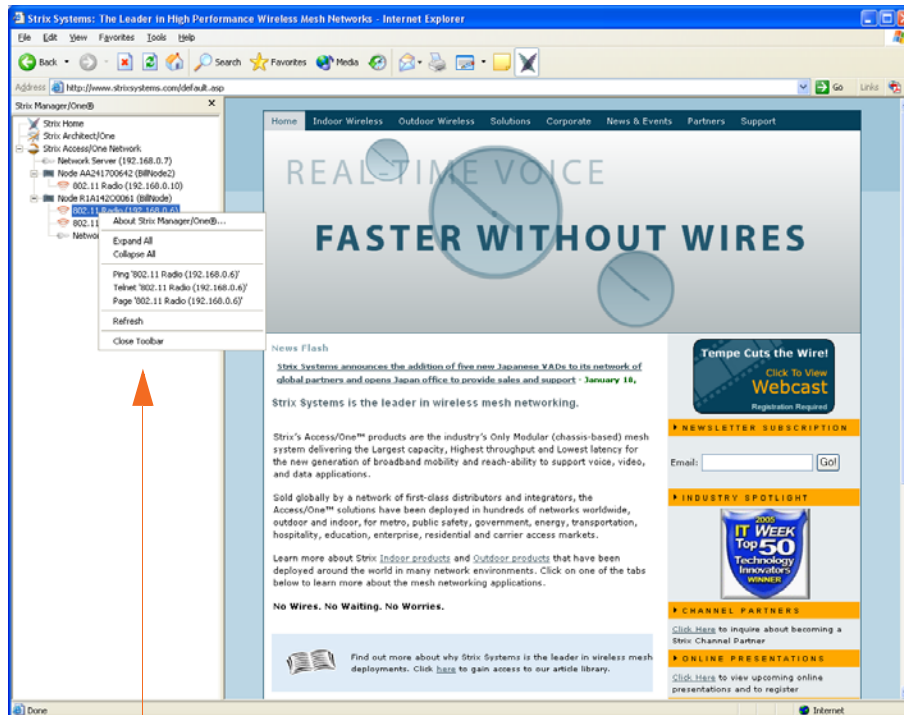 Strix Systems: The Leader in High Performance Wireless Mesh Networks - Internet Explorer
File Edit View Favorites Tools Help
Back Search Favorites Media
Address http://www.strixsystems.com/default.asp Go Links
Strix Manager/One® x
Strix Home
Strix Architect/One
Strix Access/One Network
Network Server (192.168.0.7)
Node AA241700642 (BillNode2)
802.11 Radio (192.168.0.10)
Node R1A14200061 (BillNode)
802.11 Radio (192.168.0.6)
802.11
Networ
About Strix Manager/One®...
Expand All
Collapse All
Ping '802.11 Radio (192.168.0.6)'
Telnet '802.11 Radio (192.168.0.6)'
Page '802.11 Radio (192.168.0.6)'
Refresh
Close Toolbar
Home Indoor Wireless Outdoor Wireless Solutions Corporate News & Events Partners Support
REAL-TIME VOICE
FASTER WITHOUT WIRES
News Flash
Strix Systems announces the addition of five new Japanese VADs to its network of
global partners and opens Japan office to provide sales and support - January 18,
Strix Systems is the leader in wireless mesh networking.
Strix's Access/One™ products are the industry's Only Modular (chassis-based) mesh
system delivering the Largest capacity, Highest throughput and Lowest latency for
the new generation of broadband mobility and reach-ability to support voice, video,
and data applications.
Sold globally by a network of first-class distributors and integrators, the
Access/One™ solutions have been deployed in hundreds of networks worldwide,
outdoor and indoor, for metro, public safety, government, energy, transportation,
hospitality, education, enterprise, residential and carrier access markets.
Learn more about Strix Indoor products and Outdoor products that have been
deployed around the world in many network environments. Click on one of the tabs
below to learn more about the mesh networking applications.
No Wires. No Waiting. No Worries.
Find out more about why Strix Systems is the leader in wireless mesh
deployments. Click here to gain access to our article library.
Tempe Cuts the Wire!
Click To View
Webcast
Registration Required
NEWSLETTER SUBSCRIPTION
Email: Go!
INDUSTRY SPOTLIGHT
2005
IT WEEK
Top 50
Technology
Innovators
WINNER
CHANNEL PARTNERS
Click Here to inquire about becoming a
Strix Channel Partner
ONLINE PRESENTATIONS
Click Here to view upcoming online
presentations and to register
Done Internet